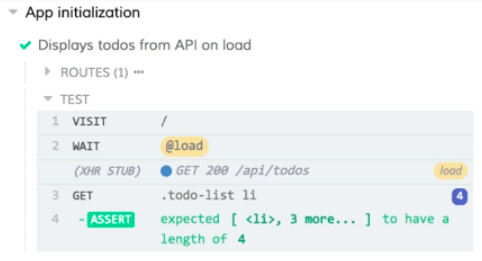 App initialization
Displays todos from API on load
ROUTES (1) •••
TEST
1 VISIT /
2 WAIT @load
(XHR STUB) GET 200 /api/todos load
3 GET .todo-list li 4
4 -ASSERT expected [ <li>, 3 more... ] to have a
length of 4